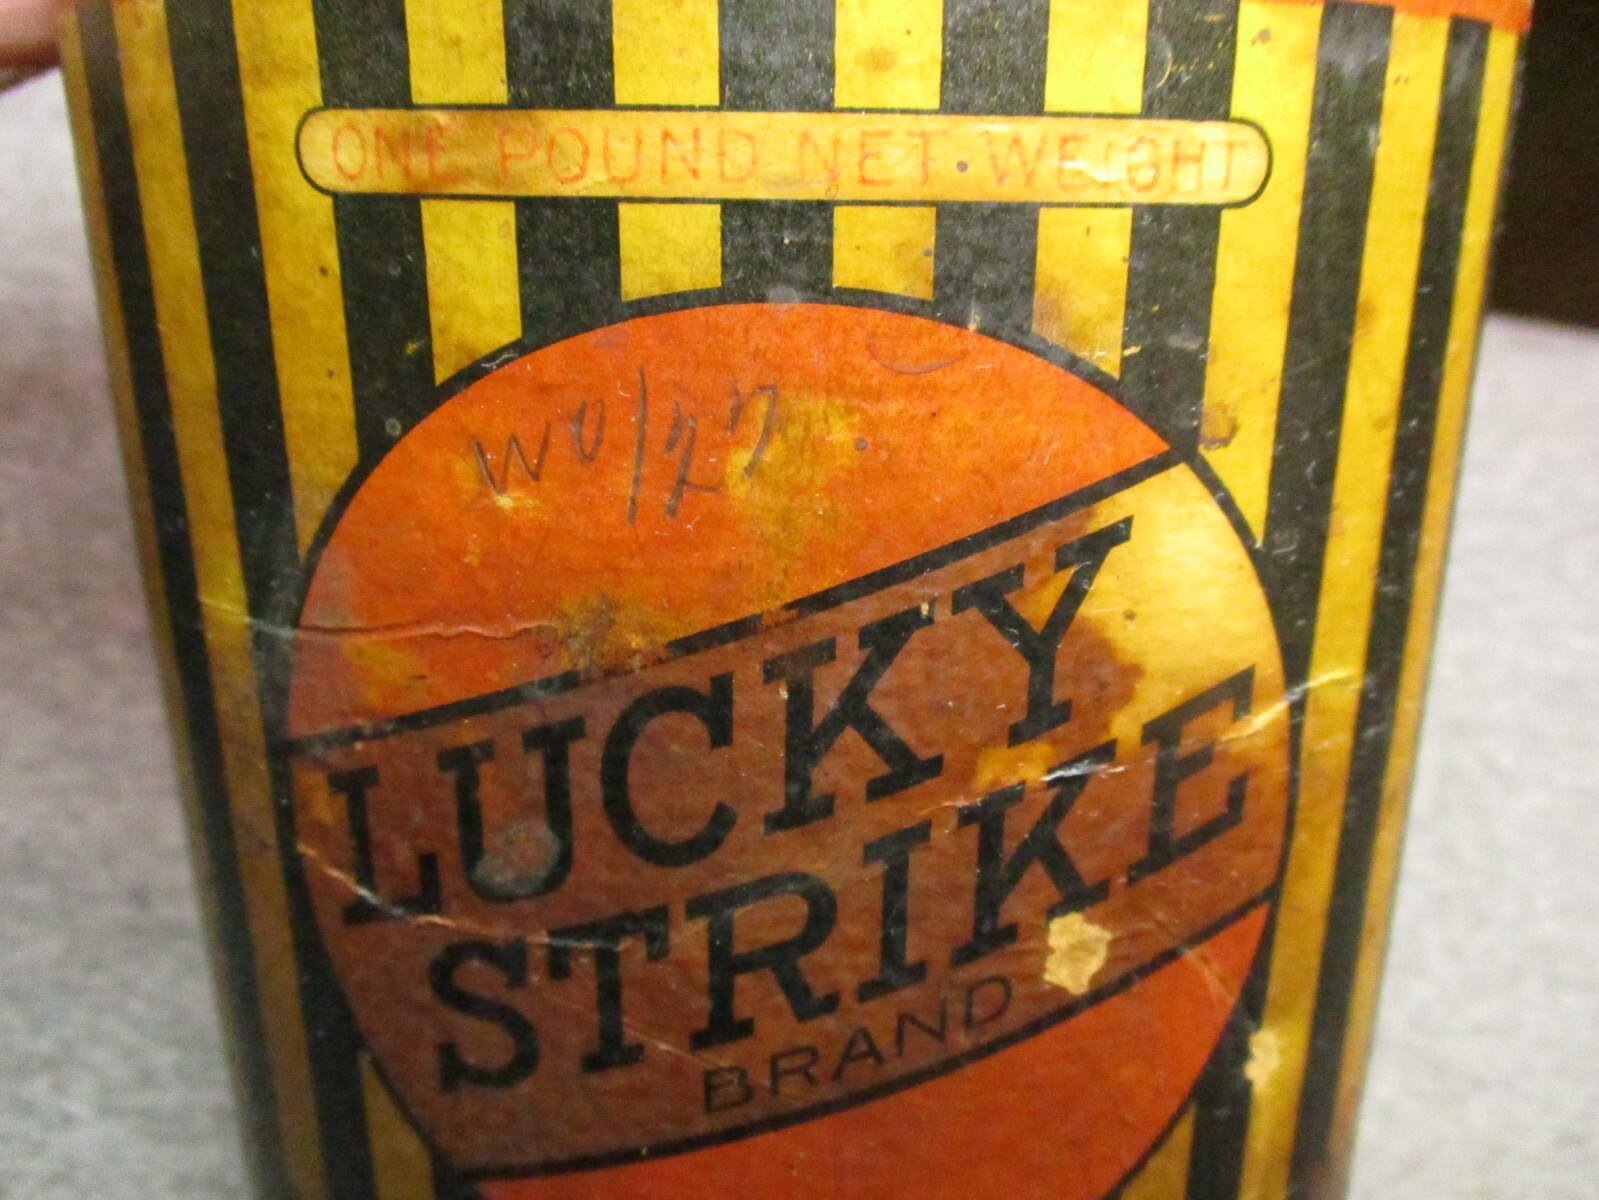 ONE POUND NET WEIGHT
LUCKY
STRIKE
BRAND